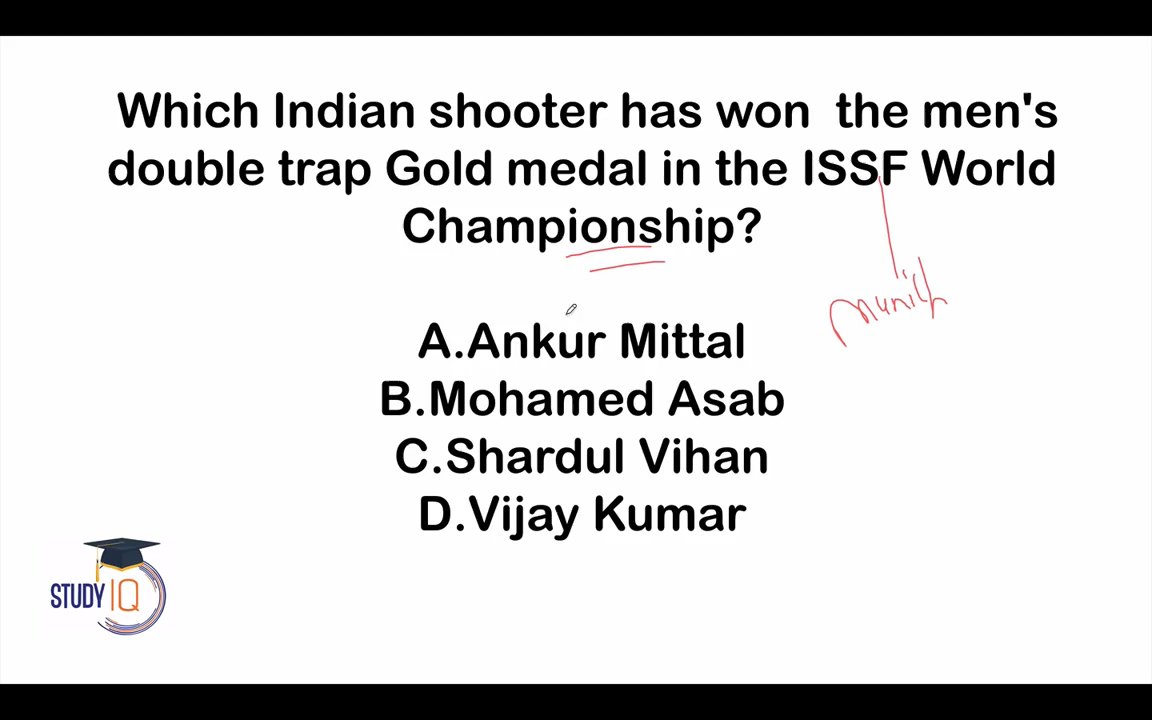 Which Indian shooter has won the men's
double trap Gold medal in the ISSF World
Championship?
Munich
A.Ankur Mittal
B.Mohamed Asab
C.Shardul Vihan
D.Vijay Kumar
STUDY IQ